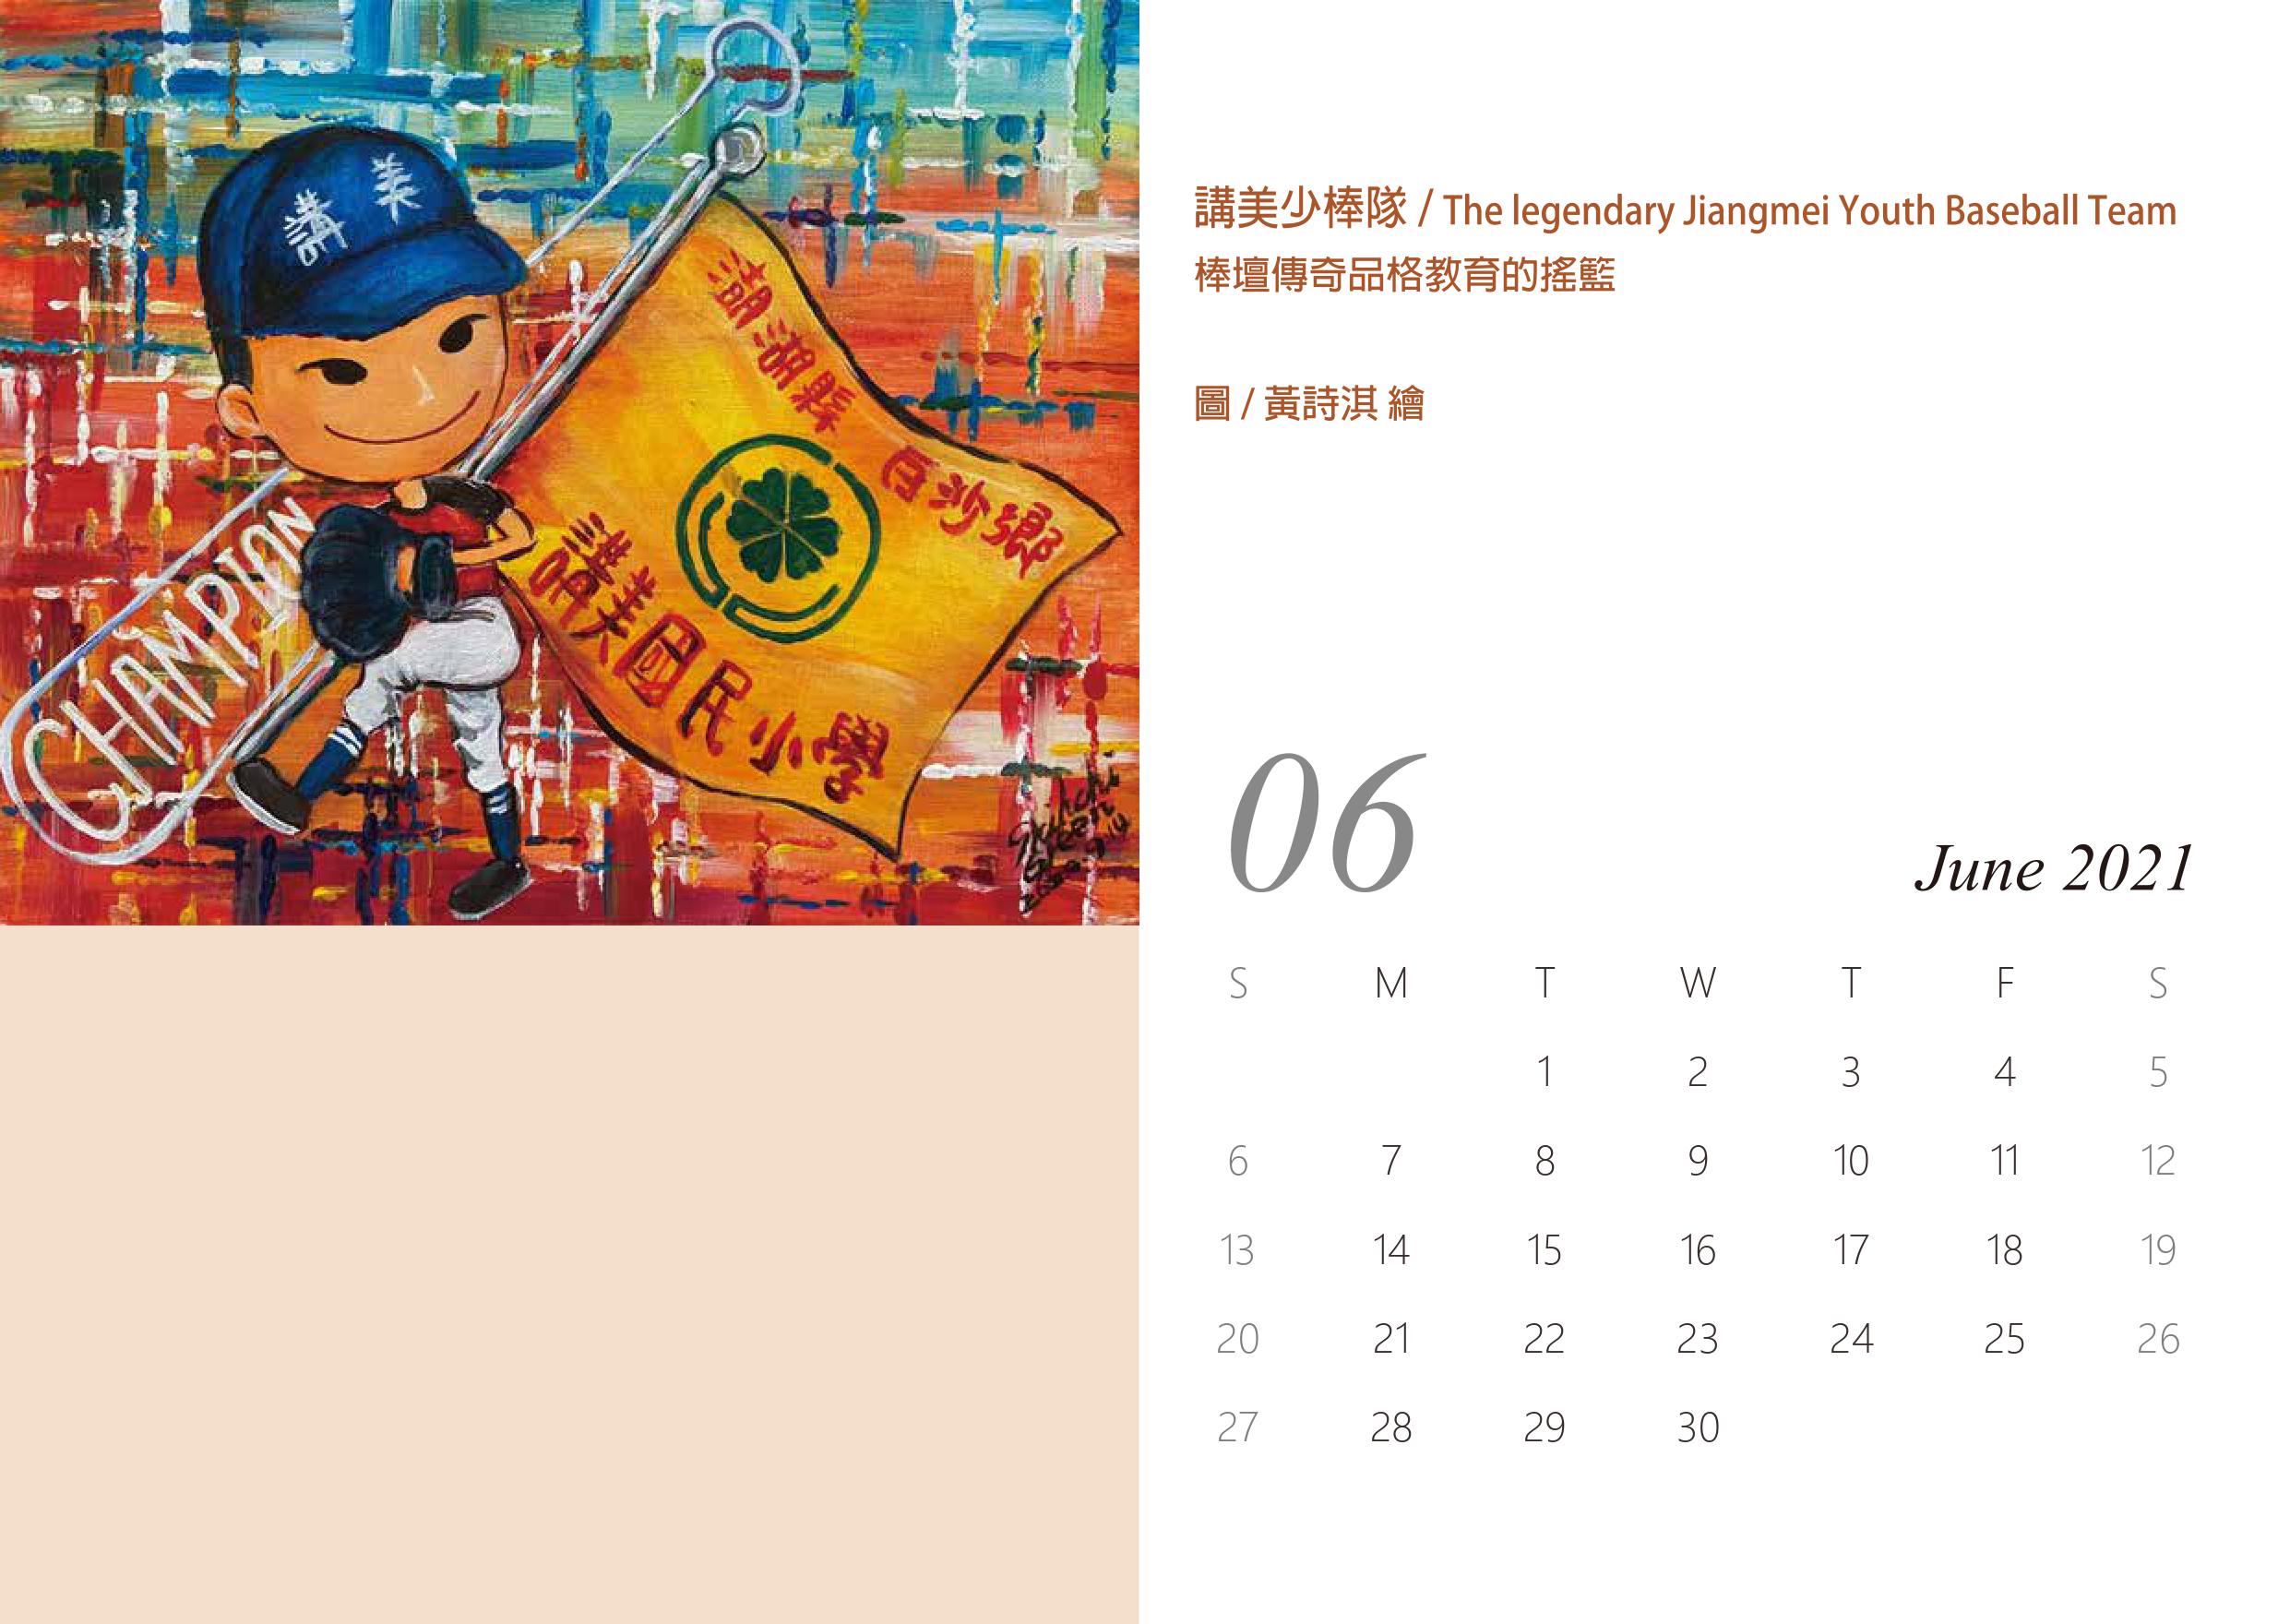 講美
CHAMPION
澎湖縣 白沙鄉
講美國民小學
講美少棒隊 / The legendary Jiangmei Youth Baseball Team
棒壇傳奇品格教育的搖籃
圖 / 黃詩淇 繪
06
June 2021
S M T W T F S
1 2 3 4 5
6 7 8 9 10 11 12
13 14 15 16 17 18 19
20 21 22 23 24 25 26
27 28 29 30